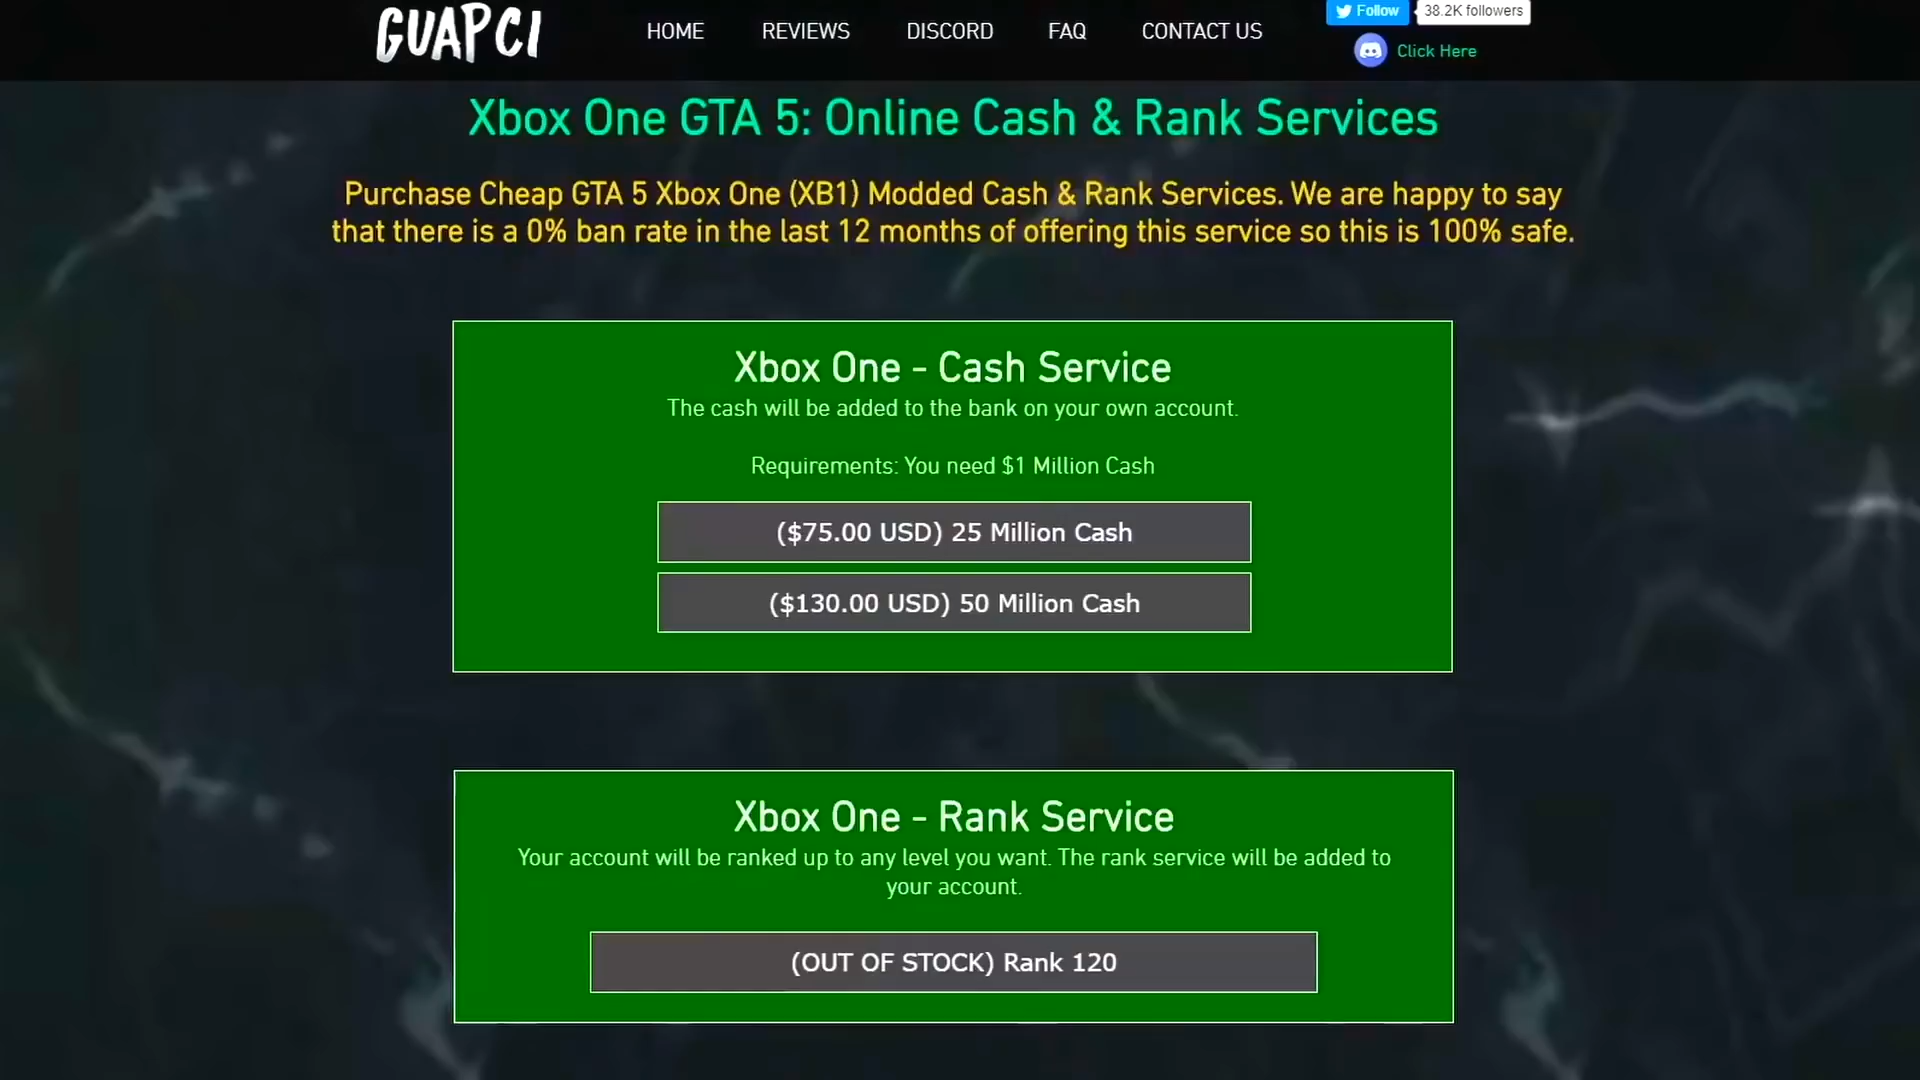 GUAPCI
HOME REVIEWS DISCORD FAQ CONTACT US
Follow 38.2K followers
Click Here
Xbox One GTA 5: Online Cash & Rank Services
Purchase Cheap GTA 5 Xbox One (XB1) Modded Cash & Rank Services. We are happy to say
that there is a 0% ban rate in the last 12 months of offering this service so this is 100% safe.
Xbox One - Cash Service
The cash will be added to the bank on your own account.
Requirements: You need $1 Million Cash
($75.00 USD) 25 Million Cash
($130.00 USD) 50 Million Cash
Xbox One - Rank Service
Your account will be ranked up to any level you want. The rank service will be added to
your account.
(OUT OF STOCK) Rank 120